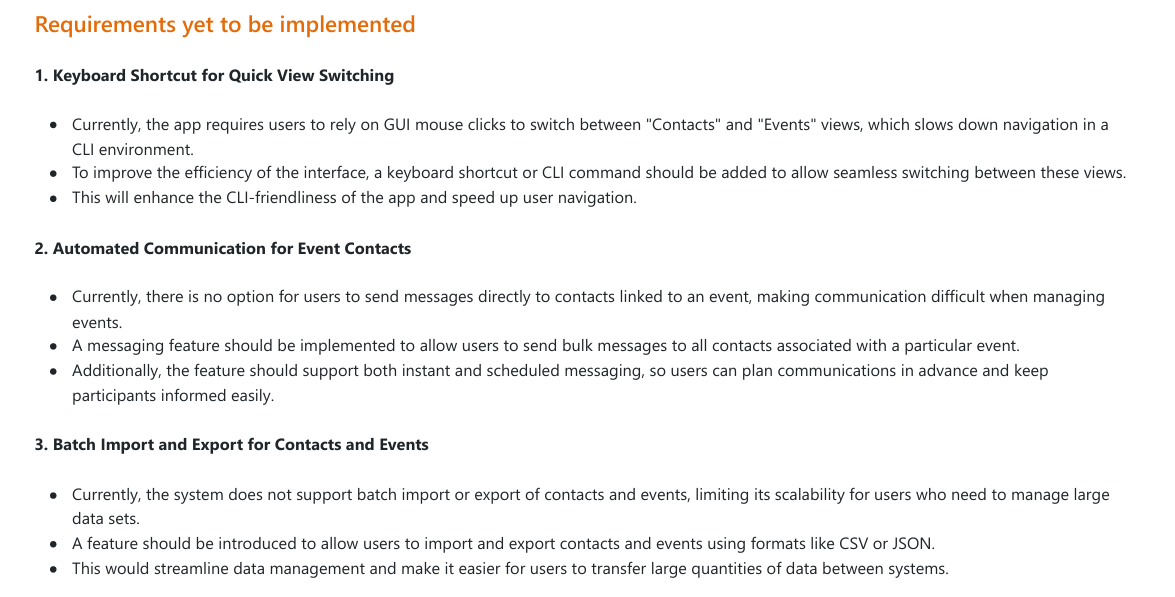 Requirements yet to be implemented
1. Keyboard Shortcut for Quick View Switching
● Currently, the app requires users to rely on GUI mouse clicks to switch between "Contacts" and "Events" views, which slows down navigation in a
CLI environment.
● To improve the efficiency of the interface, a keyboard shortcut or CLI command should be added to allow seamless switching between these views.
● This will enhance the CLI-friendliness of the app and speed up user navigation.
2. Automated Communication for Event Contacts
● Currently, there is no option for users to send messages directly to contacts linked to an event, making communication difficult when managing
events.
● A messaging feature should be implemented to allow users to send bulk messages to all contacts associated with a particular event.
● Additionally, the feature should support both instant and scheduled messaging, so users can plan communications in advance and keep
participants informed easily.
3. Batch Import and Export for Contacts and Events
● Currently, the system does not support batch import or export of contacts and events, limiting its scalability for users who need to manage large
data sets.
● A feature should be introduced to allow users to import and export contacts and events using formats like CSV or JSON.
● This would streamline data management and make it easier for users to transfer large quantities of data between systems.